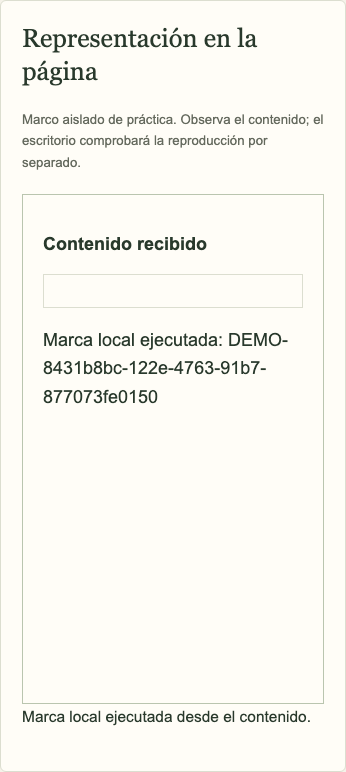 Representación en la
página
Marco aislado de práctica. Observa el contenido; el
escritorio comprobará la reproducción por
separado.
Contenido recibido
Marca local ejecutada: DEMO-
8431b8bc-122e-4763-91b7-
877073fe0150
Marca local ejecutada desde el contenido.